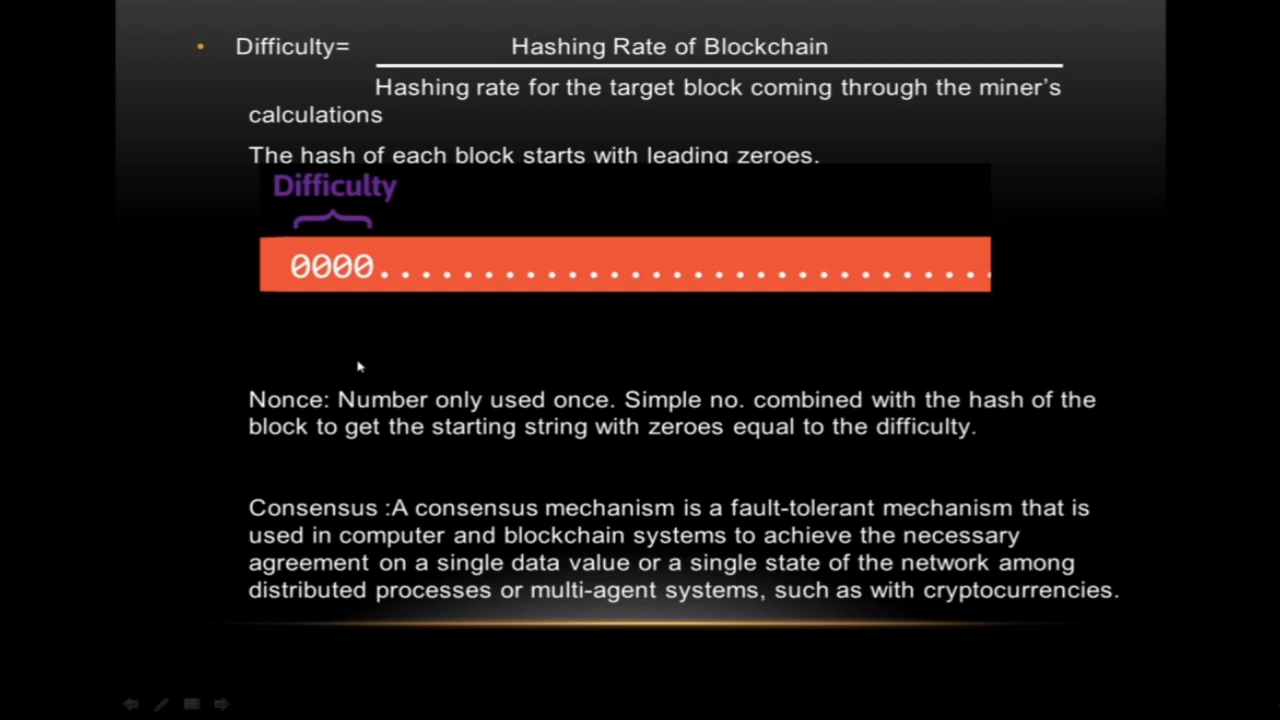 Difficulty= Hashing Rate of Blockchain
Hashing rate for the target block coming through the miner's
calculations
The hash of each block starts with leading zeroes.
Difficulty
0000..............................
Nonce: Number only used once. Simple no. combined with the hash of the
block to get the starting string with zeroes equal to the difficulty.
Consensus :A consensus mechanism is a fault-tolerant mechanism that is
used in computer and blockchain systems to achieve the necessary
agreement on a single data value or a single state of the network among
distributed processes or multi-agent systems, such as with cryptocurrencies.